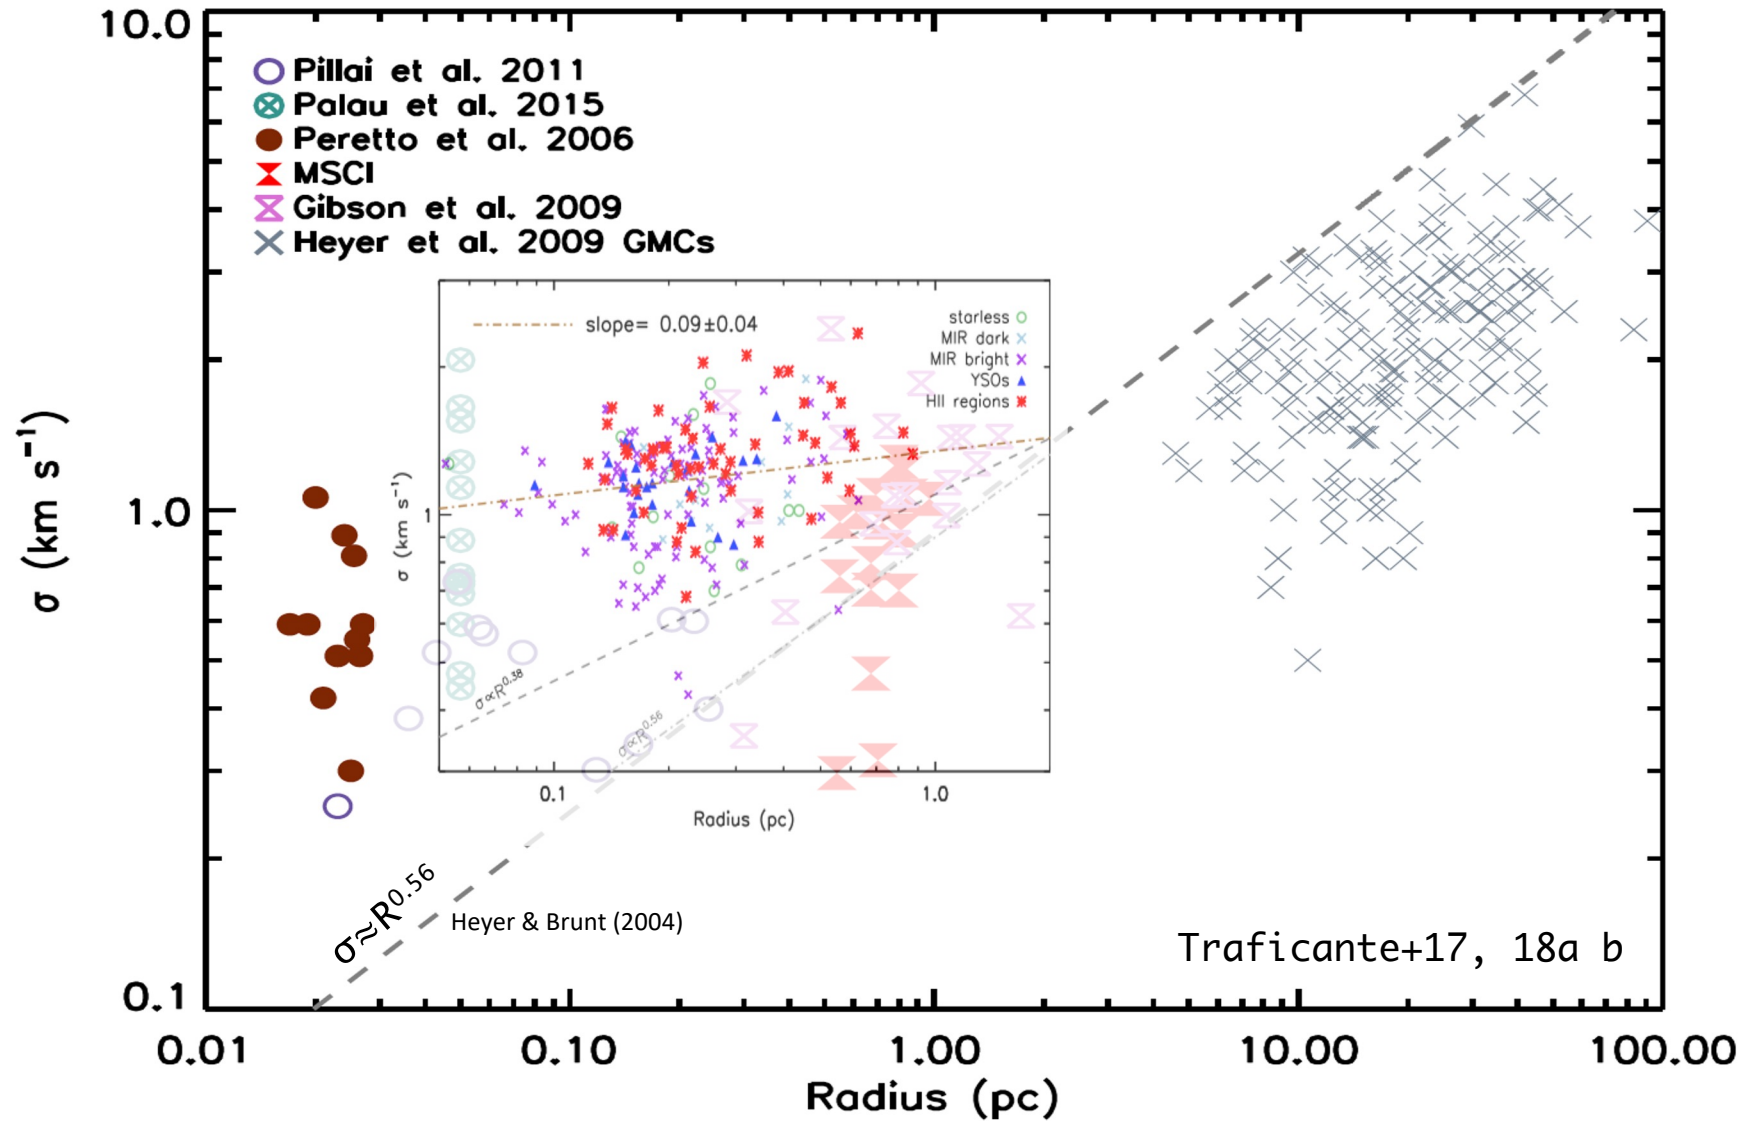 10.0
Pillai et al. 2011
Palau et al. 2015
Peretto et al. 2006
MSCI
Gibson et al. 2009
Heyer et al. 2009 GMCs
slope= 0.09±0.04
starless
MIR dark
MIR bright
YSOs
HII regions
σ (km s⁻¹)
1.0
σ (km s⁻¹)
1
σ∝R^0.38
σ∝R^0.56
0.1
1.0
Radius (pc)
σ≈R^0.56
Heyer & Brunt (2004)
Traficante+17, 18a b
0.1
0.01
0.10
1.00
10.00
100.00
Radius (pc)